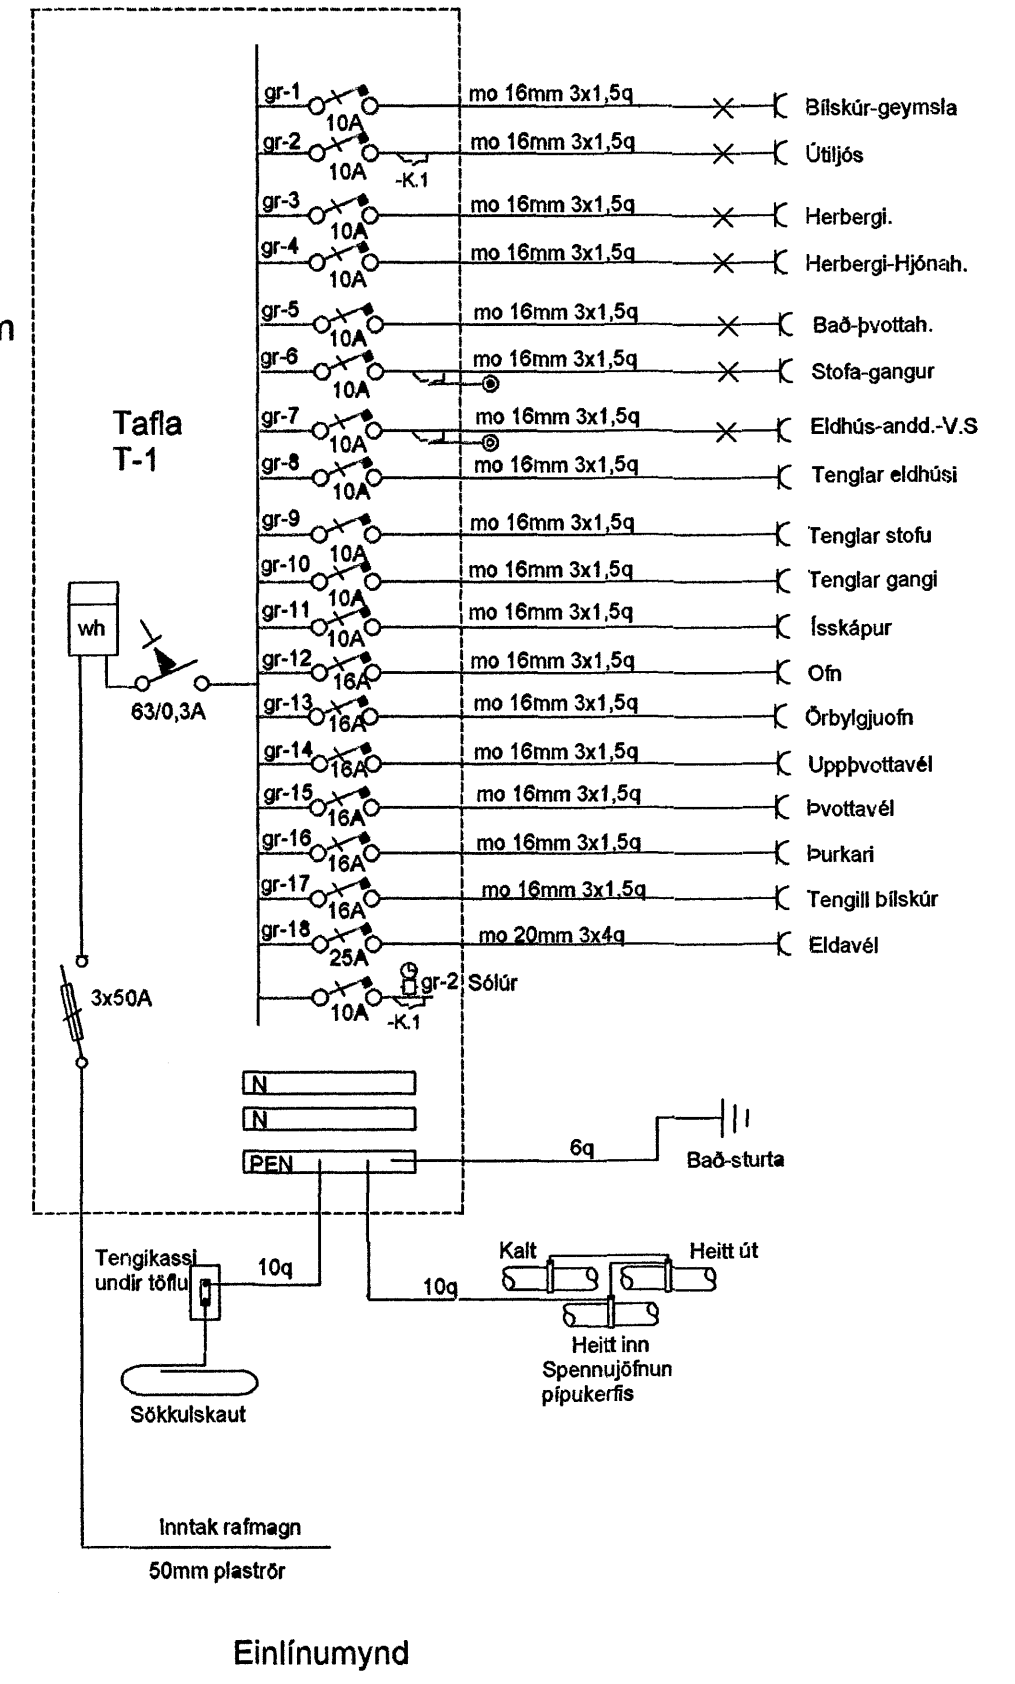 gr-1 10A mo 16mm 3x1,5q Bílskúr-geymsla
gr-2 10A -K.1 mo 16mm 3x1,5q Útiljós
gr-3 10A mo 16mm 3x1,5q Herbergi.
gr-4 10A mo 16mm 3x1,5q Herbergi-Hjónah.
gr-5 10A mo 16mm 3x1,5q Bað-þvottah.
gr-6 10A mo 16mm 3x1,5q Stofa-gangur
gr-7 10A mo 16mm 3x1,5q Eldhús-andd.-V.S
gr-8 10A mo 16mm 3x1,5q Tenglar eldhúsi
gr-9 10A mo 16mm 3x1,5q Tenglar stofu
gr-10 10A mo 16mm 3x1,5q Tenglar gangi
gr-11 10A mo 16mm 3x1,5q Ísskápur
gr-12 16A mo 16mm 3x1,5q Ofn
gr-13 16A mo 16mm 3x1,5q Örbylgjuofn
gr-14 16A mo 16mm 3x1,5q Uppþvottavél
gr-15 16A mo 16mm 3x1,5q Þvottavél
gr-16 16A mo 16mm 3x1,5q Þurkari
gr-17 16A mo 16mm 3x1,5q Tengill bílskúr
gr-18 25A mo 20mm 3x4q Eldavél
10A -K.1 gr-2 Sólúr
m
Tafla
T-1
wh
63/0,3A
3x50A
N
N
PEN
6q
Bað-sturta
Tengikassi
undir töflu
10q
10q
Kalt
Heitt út
Heitt inn
Spennujöfnun
pípukerfis
Sökkulskaut
Inntak rafmagn
50mm plaströr
Einlínumynd